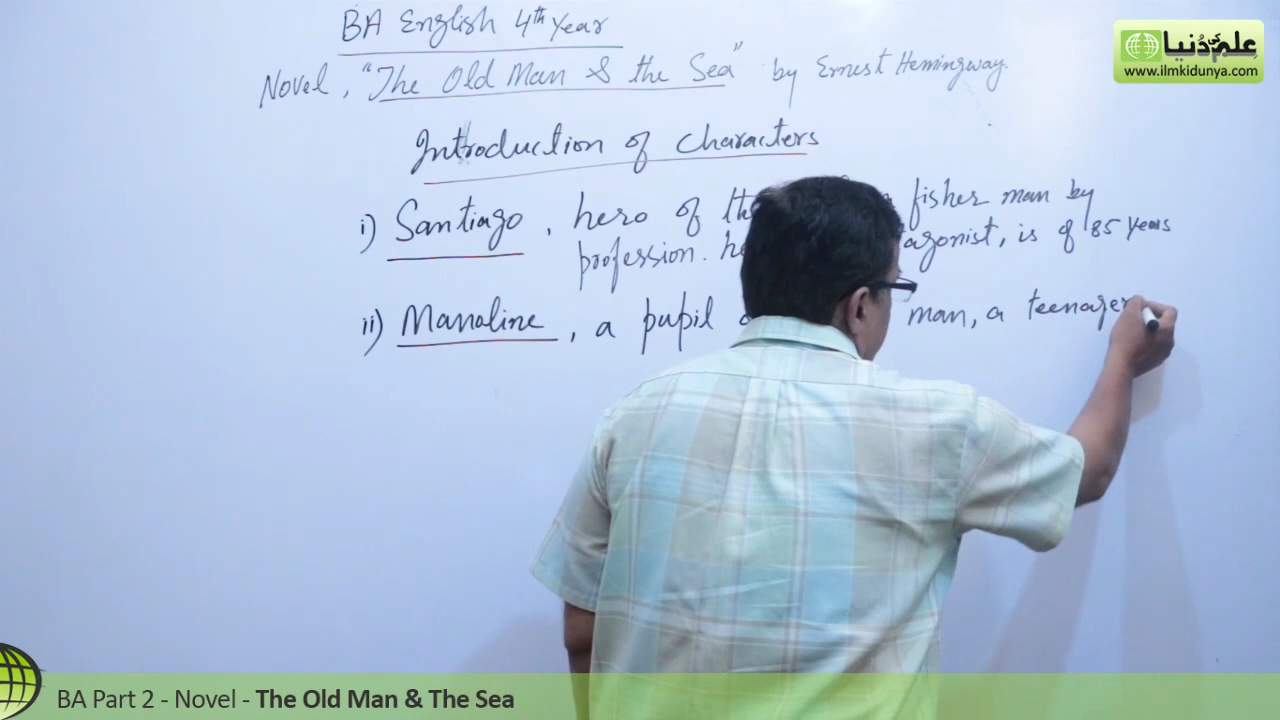 BA English 4th Year
Novel, "The Old Man & the Sea" by Ernest Hemingway.
Introduction of characters
i) Santiago, hero of fisher man by
profession. agonist, is of 85 years
ii) Manoline, a pupil man, a teenager
علم کی دُنیا
www.ilmkidunya.com
BA Part 2 - Novel - The Old Man & The Sea